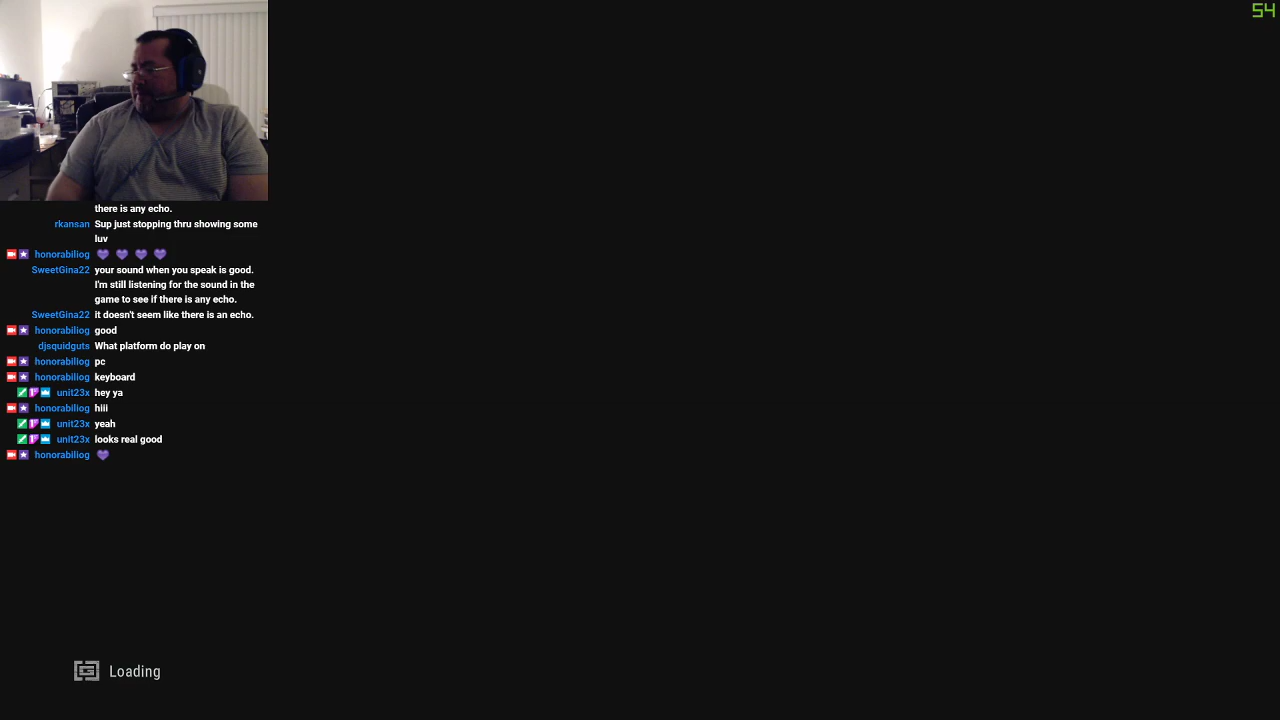 54
there is any echo.
rkansan Sup just stopping thru showing some
luv
honorabiliog
SweetGina22 your sound when you speak is good.
I'm still listening for the sound in the
game to see if there is any echo.
SweetGina22 it doesn't seem like there is an echo.
honorabiliog good
djsquidguts What platform do play on
honorabiliog pc
honorabiliog keyboard
unit23x hey ya
honorabiliog hiii
unit23x yeah
unit23x looks real good
honorabiliog
Loading